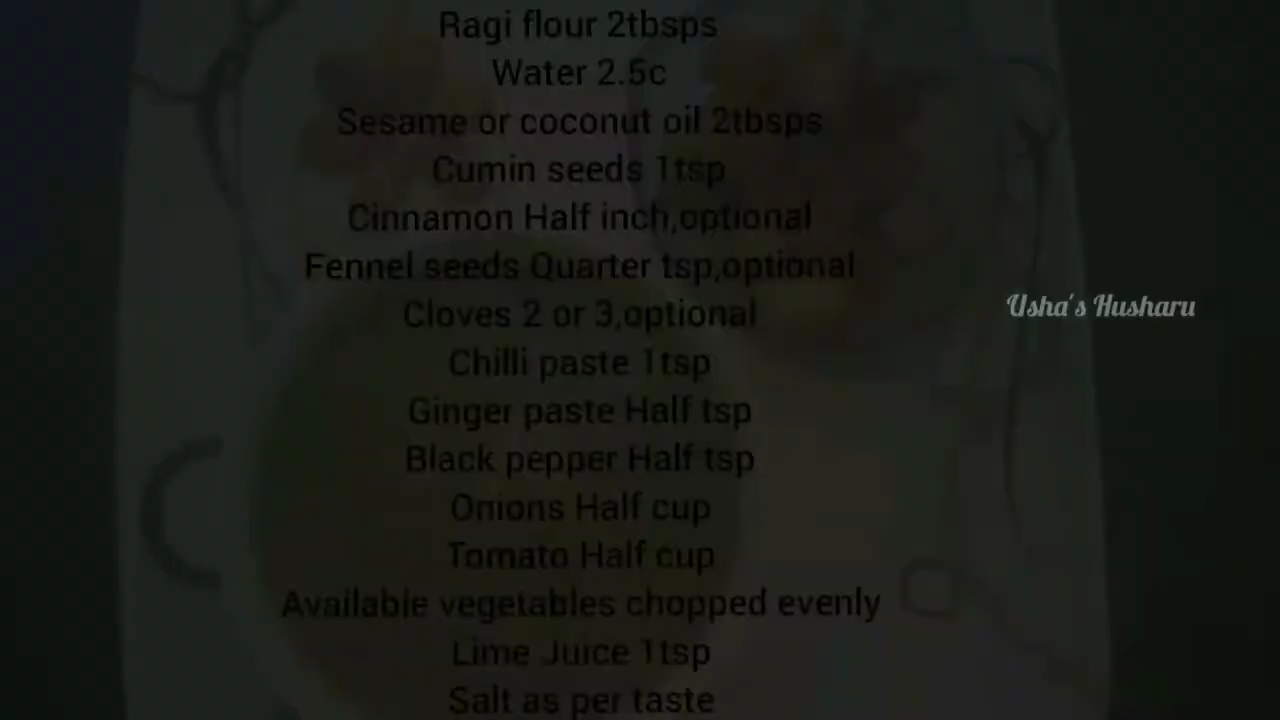 Ragi flour 2tbsps
Water 2.5c
Sesame or coconut oil 2tbsps
Cumin seeds 1tsp
Cinnamon Half inch,optional
Fennel seeds Quarter tsp,optional
Cloves 2 or 3,optional
Usha's Husharu
Chilli paste 1tsp
Ginger paste Half tsp
Black pepper Half tsp
Onions Half cup
Tomato Half cup
Available vegetables chopped evenly
Lime Juice 1tsp
Salt as per taste